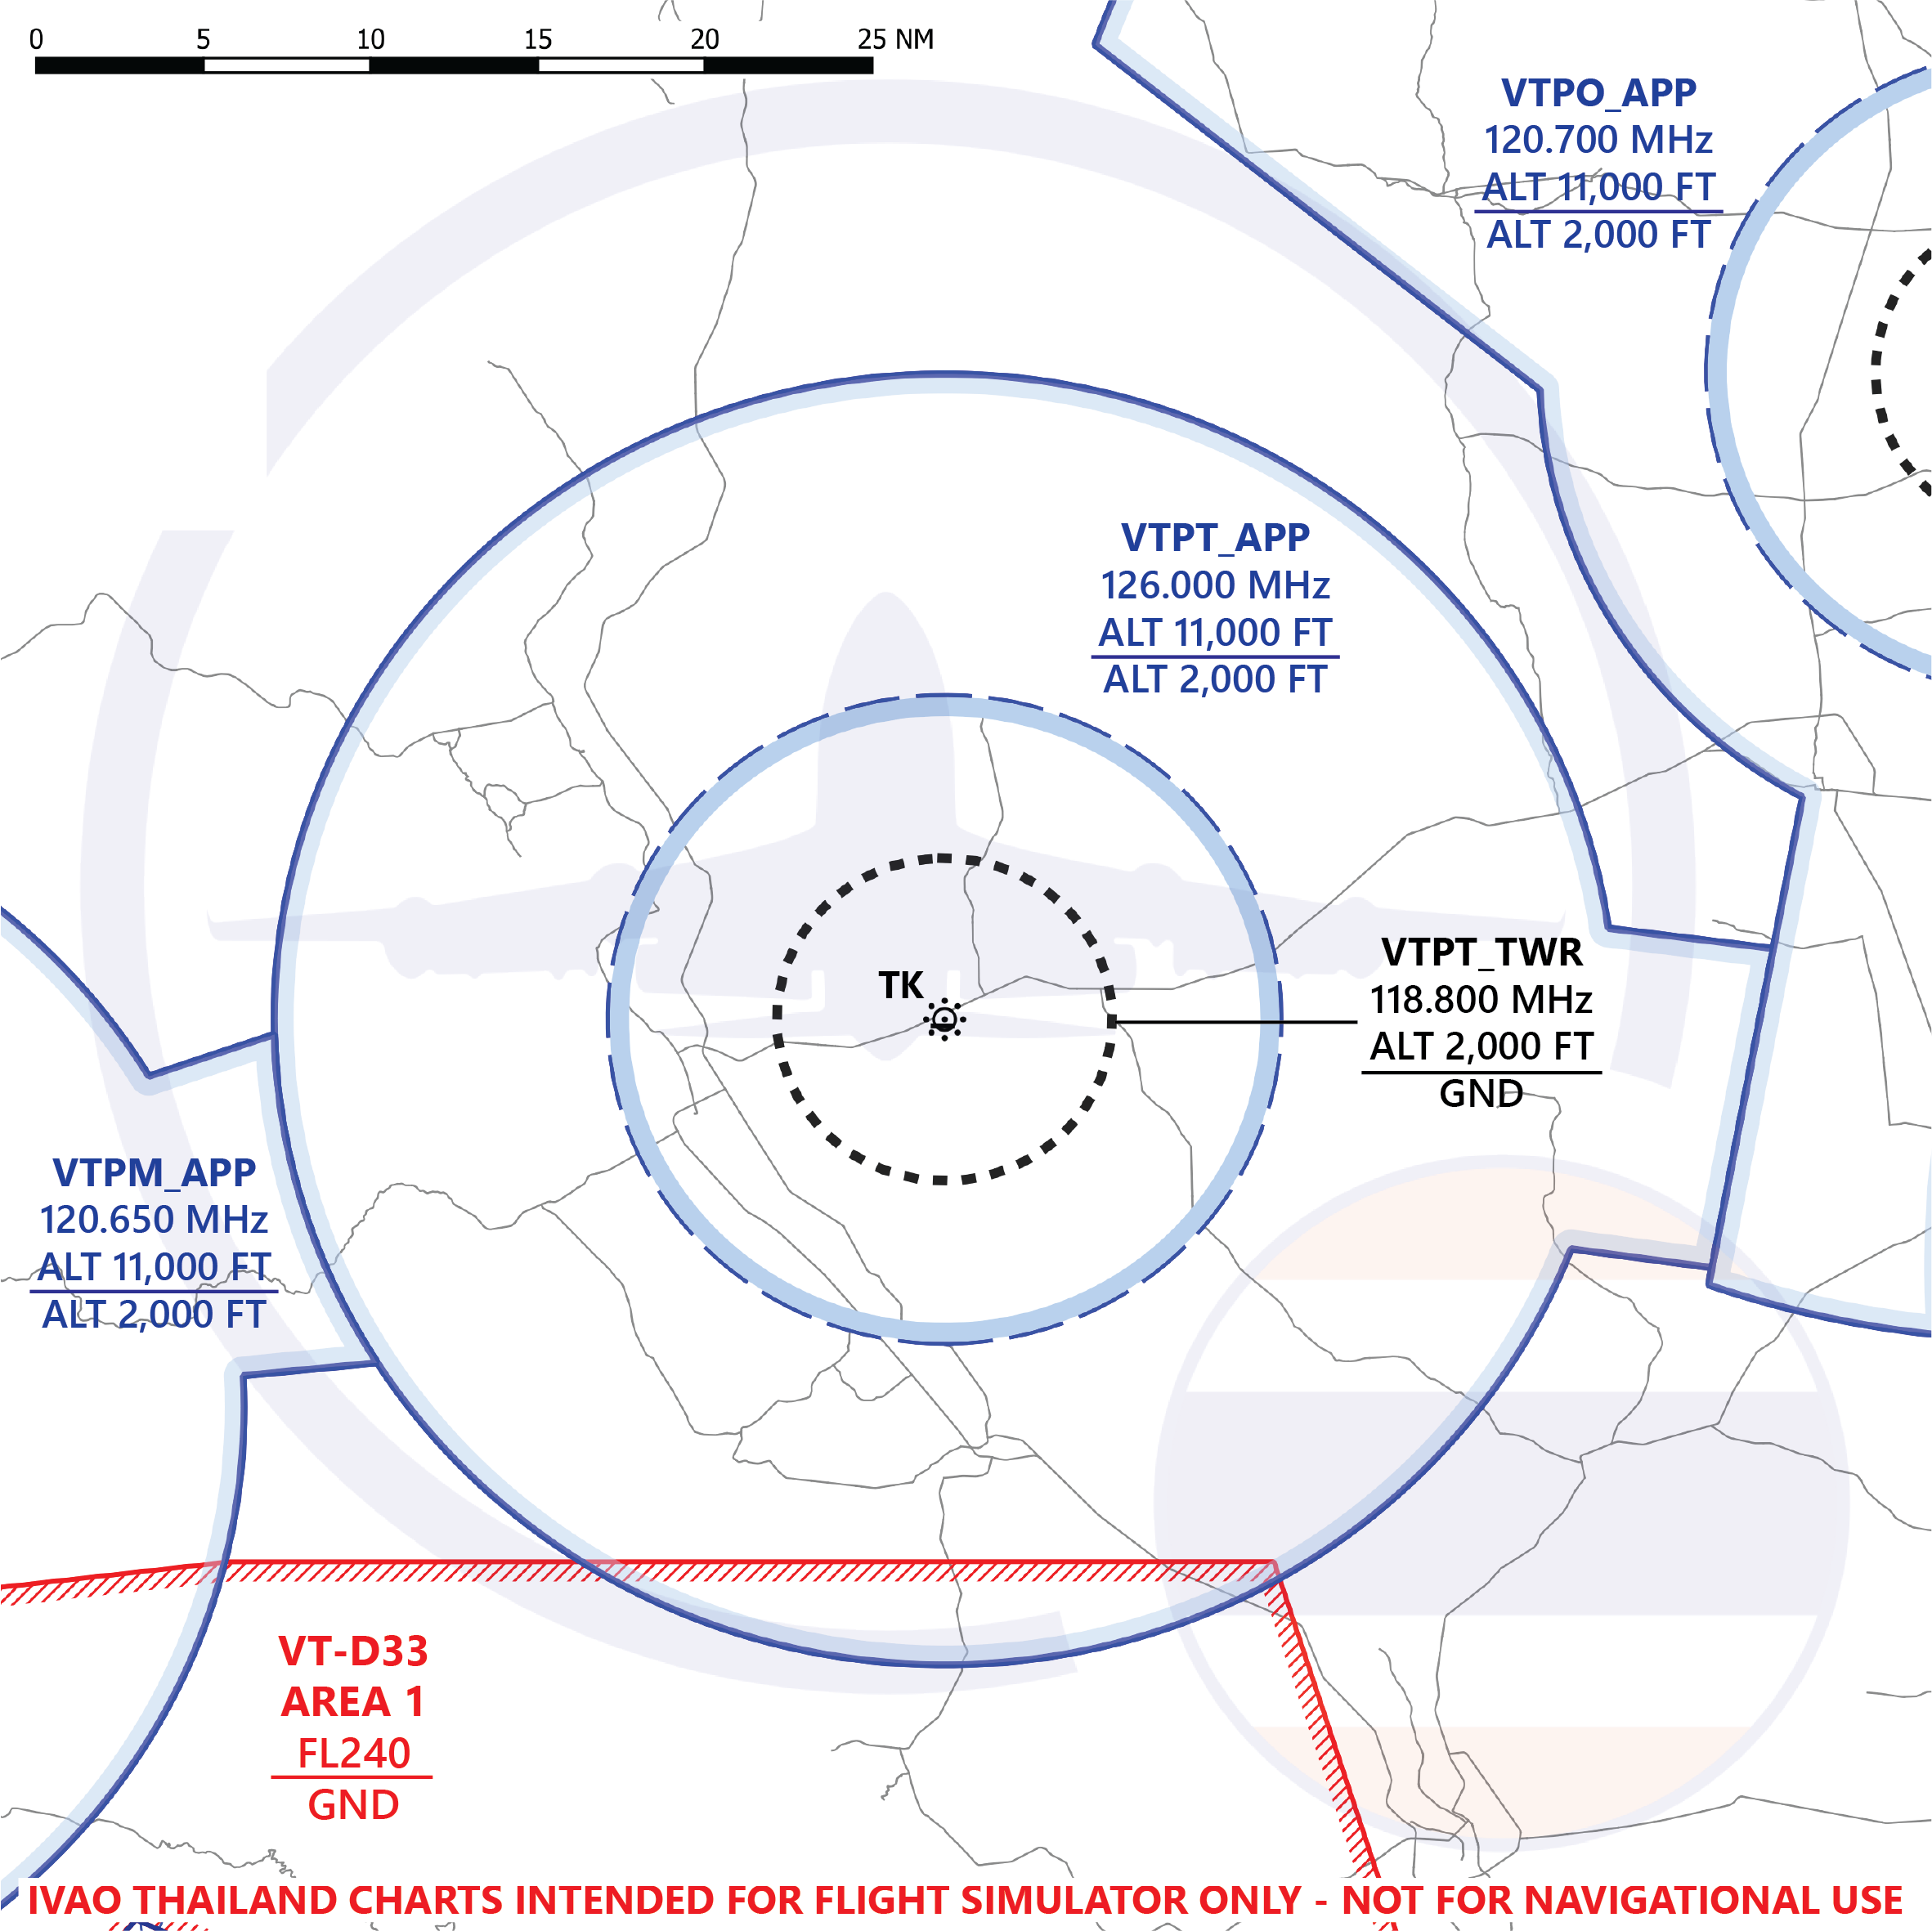 0 5 10 15 20 25 NM
VTPO_APP
120.700 MHz
ALT 11,000 FT
ALT 2,000 FT
VTPT_APP
126.000 MHz
ALT 11,000 FT
ALT 2,000 FT
TK
VTPT_TWR
118.800 MHz
ALT 2,000 FT
GND
VTPM_APP
120.650 MHz
ALT 11,000 FT
ALT 2,000 FT
VT-D33
AREA 1
FL240
GND
IVAO THAILAND CHARTS INTENDED FOR FLIGHT SIMULATOR ONLY - NOT FOR NAVIGATIONAL USE